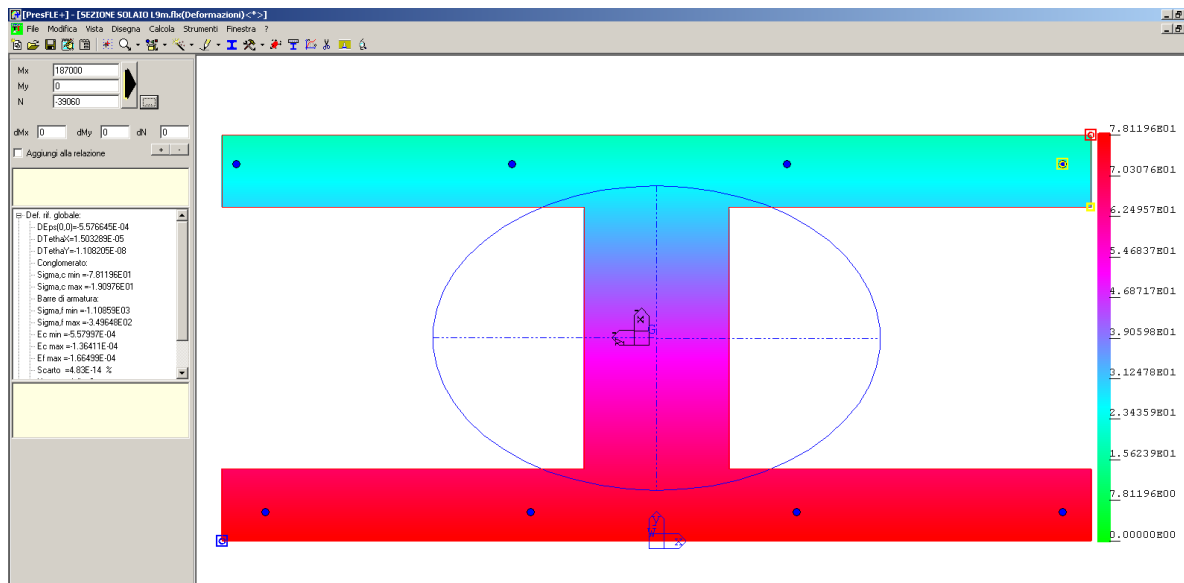 [PresFLE+] - [SEZIONE SOLAIO L9m.flx(Deformazioni)<*>]
File Modifica Vista Disegna Calcola Strumenti Finestra ?
Mx 187000
My 0
N -39060
dMx 0 dMy 0 dN 0
Aggiungi alla relazione + -
Def. rif. globale:
DEps(0,0)=-5.576645E-04
DTethaX=1.503289E-05
DTethaY=-1.108205E-08
Conglomerato:
Sigma,c min =-7.81196E01
Sigma,c max =-1.90976E01
Barre di armatura:
Sigma,f min =-1.10859E03
Sigma,f max =-3.49648E02
Ec min =-5.57997E-04
Ec max =-1.36411E-04
Ef max =-1.66499E-04
Scarto =4.83E-14 %
7.81196E01
7.03076E01
6.24957E01
5.46837E01
4.68717E01
3.90598E01
3.12478E01
2.34359E01
1.56239E01
7.81196E00
0.00000E00